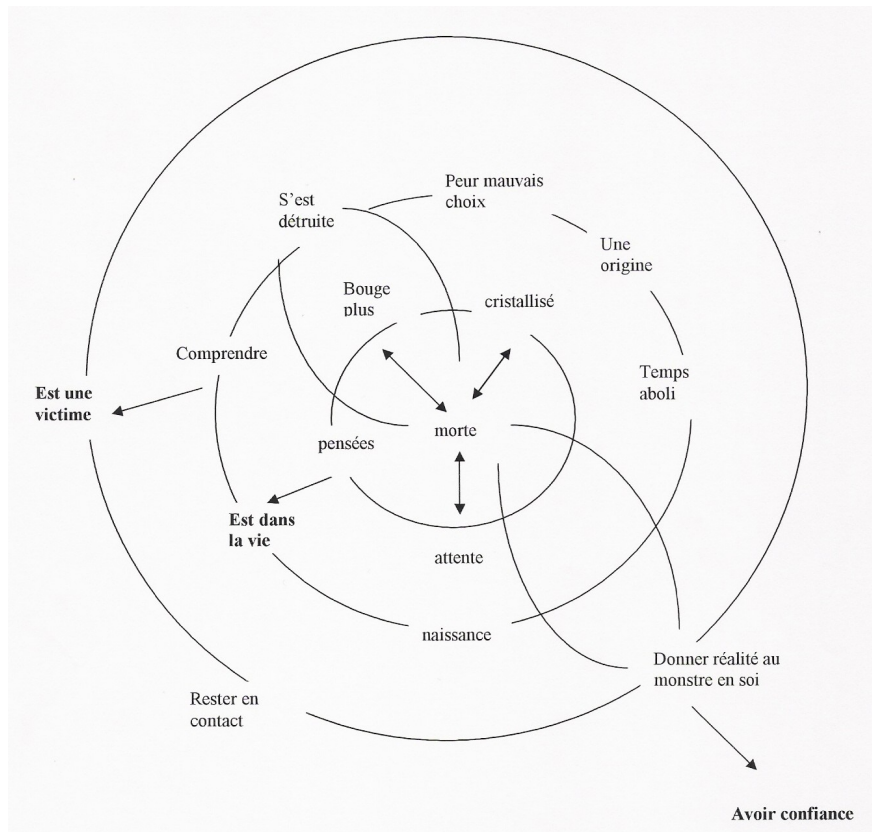 Peur mauvais
choix
S'est
détruite
Une
origine
Bouge
plus
cristallisé
Comprendre
Temps
aboli
Est une
victime
morte
pensées
Est dans
la vie
attente
naissance
Donner réalité au
monstre en soi
Rester en
contact
Avoir confiance